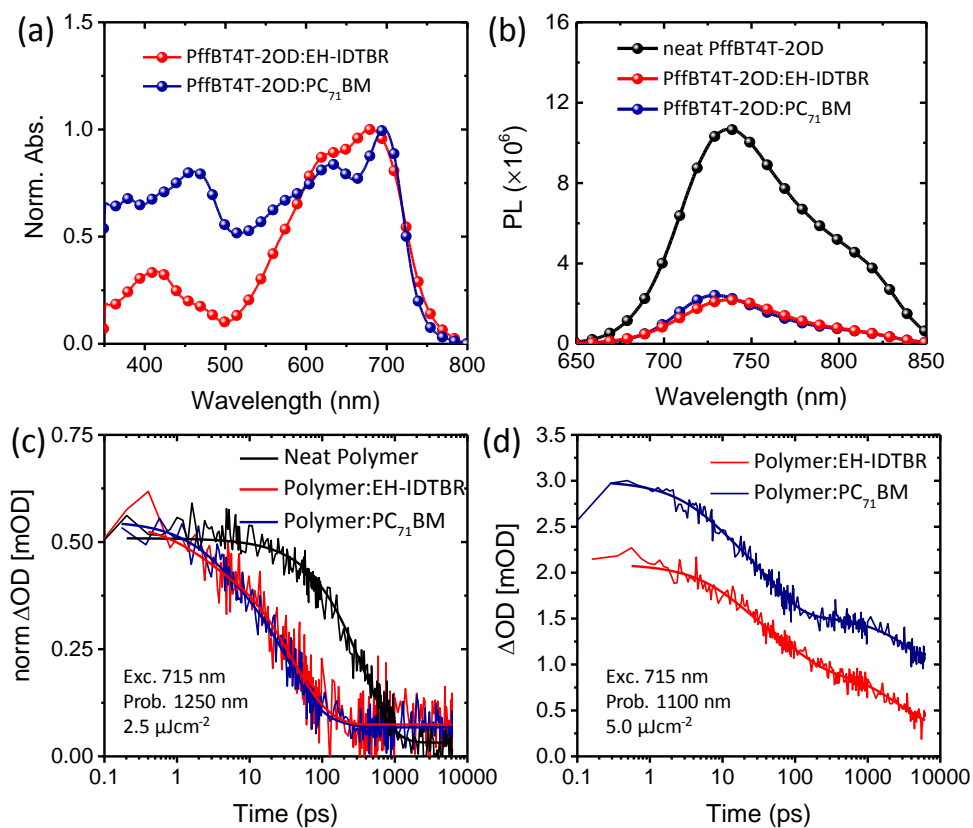 (a)
PffBT4T-2OD:EH-IDTBR
PffBT4T-2OD:PC₇₁BM
Norm. Abs.
1.5
1.0
0.5
0.0
400 500 600 700 800
Wavelength (nm)
(b)
neat PffBT4T-2OD
PffBT4T-2OD:EH-IDTBR
PffBT4T-2OD:PC₇₁BM
PL (×10⁶)
16
12
8
4
0
650 700 750 800 850
Wavelength (nm)
(c)
Neat Polymer
Polymer:EH-IDTBR
Polymer:PC₇₁BM
norm ΔOD [mOD]
0.75
0.50
0.25
0.00
Exc. 715 nm
Prob. 1250 nm
2.5 µJcm⁻²
0.1 1 10 100 1000 10000
Time (ps)
(d)
Polymer:EH-IDTBR
Polymer:PC₇₁BM
ΔOD [mOD]
3.5
3.0
2.5
2.0
1.5
1.0
0.5
0.0
Exc. 715 nm
Prob. 1100 nm
5.0 µJcm⁻²
0.1 1 10 100 1000 10000
Time (ps)